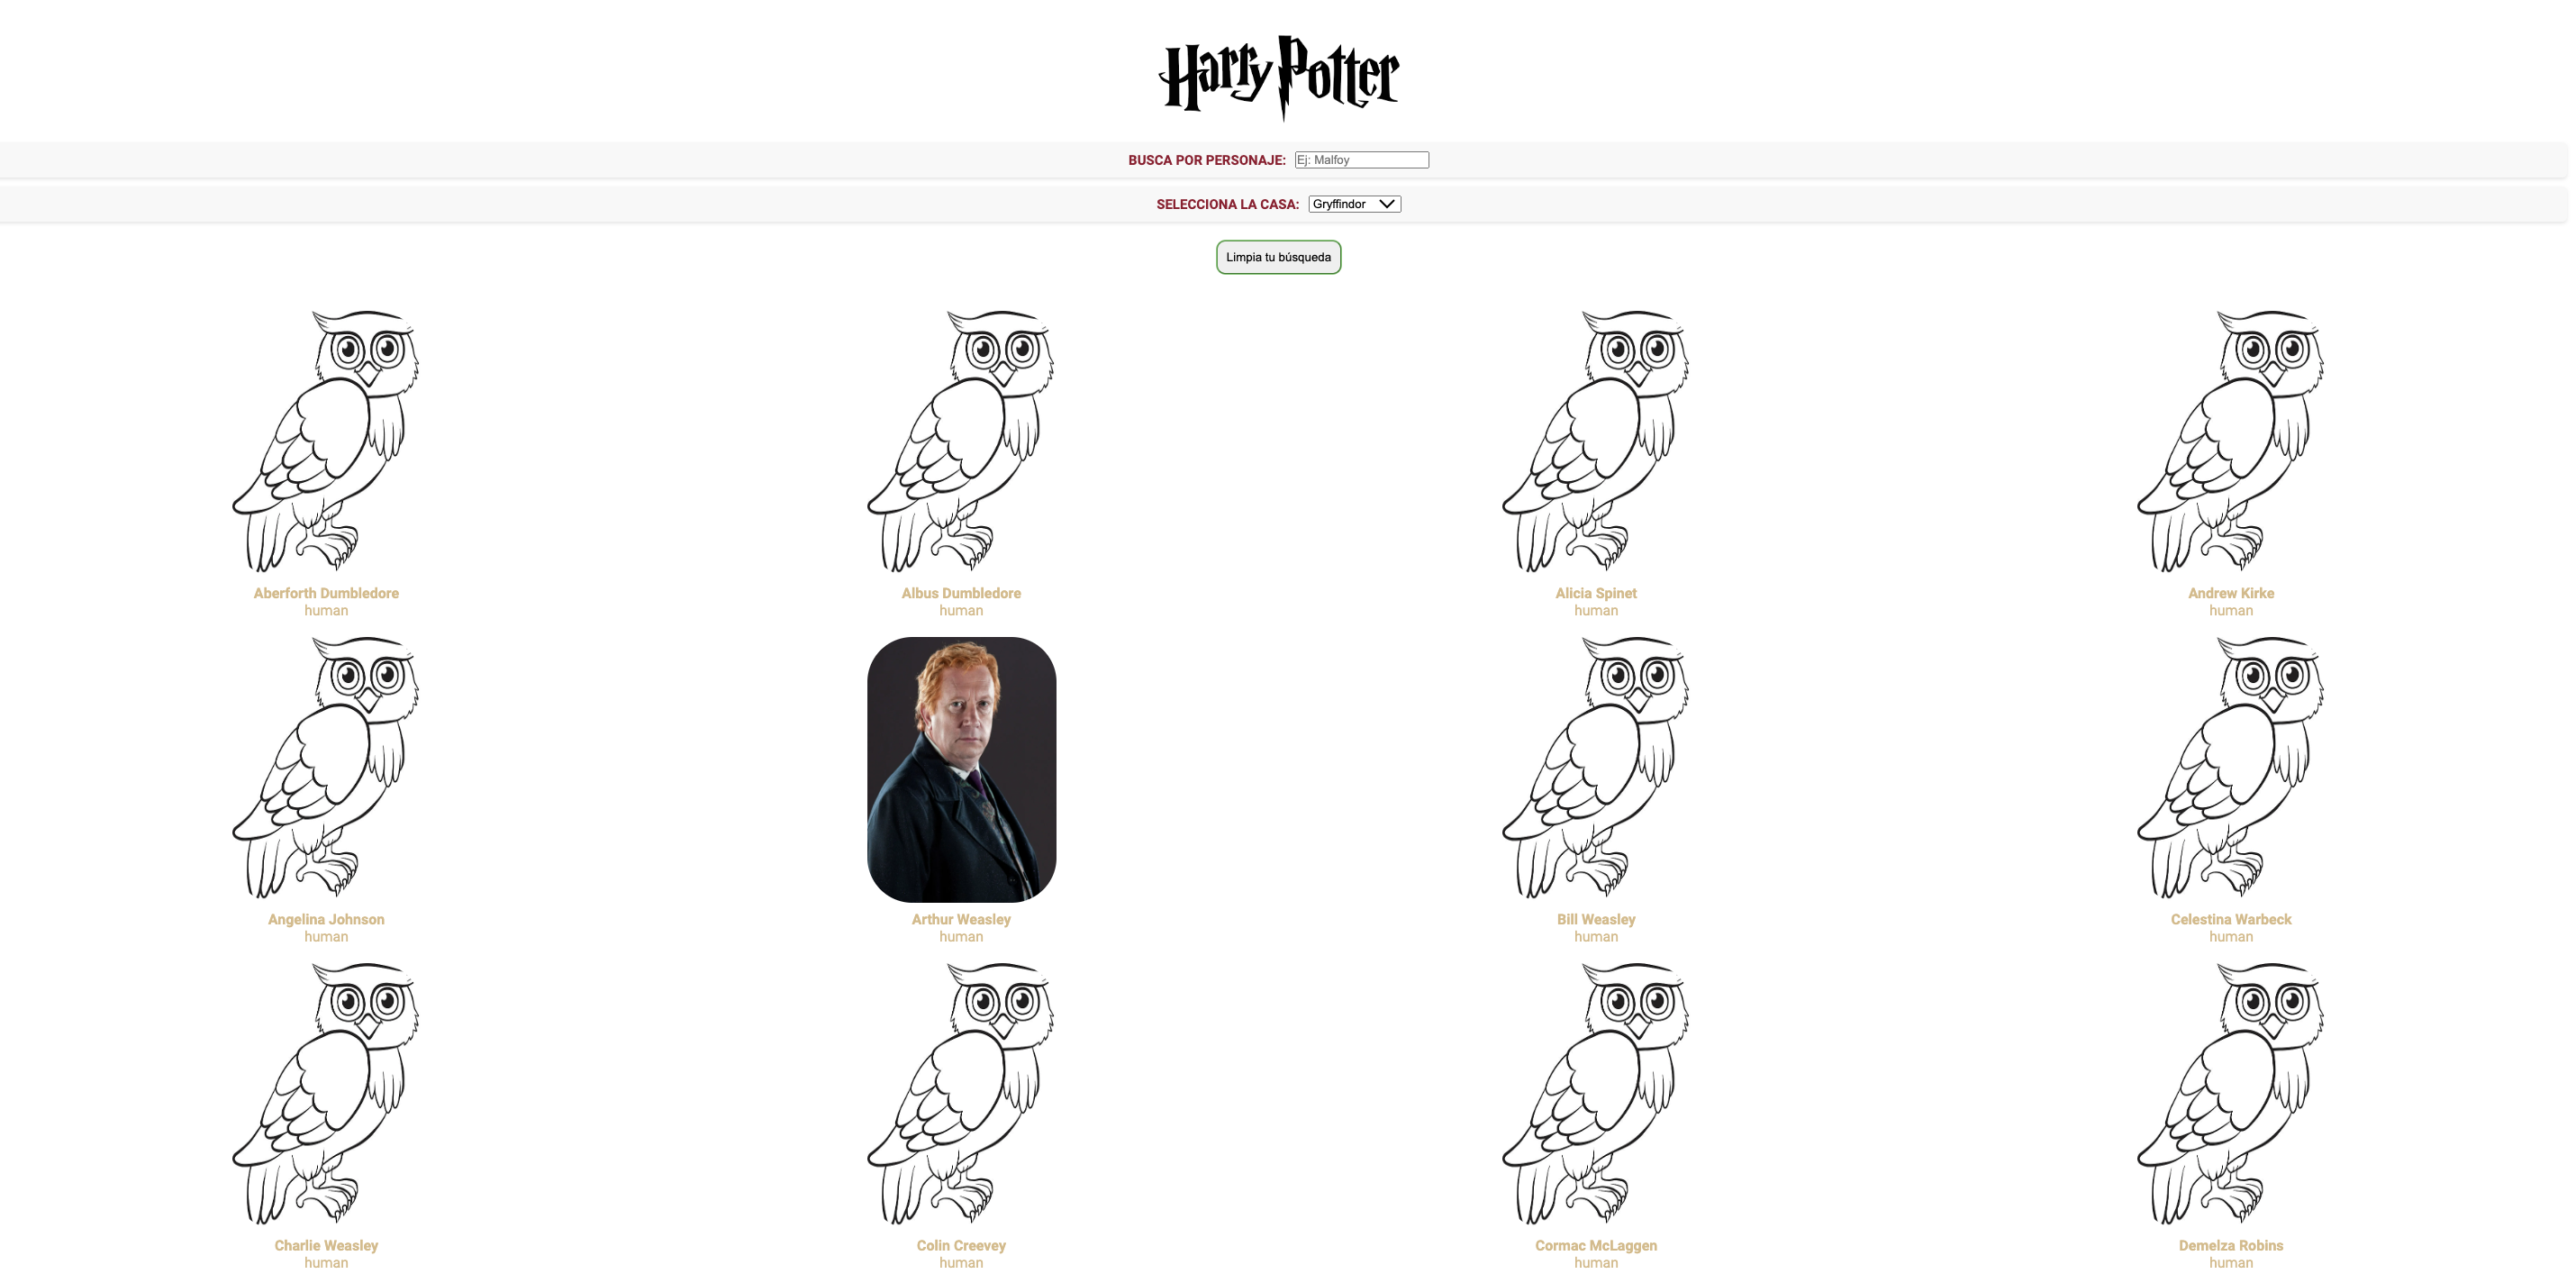 Harry Potter
BUSCA POR PERSONAJE: Ej: Malfoy
SELECCIONA LA CASA: Gryffindor
Limpia tu búsqueda
Aberforth Dumbledore
human
Albus Dumbledore
human
Alicia Spinet
human
Andrew Kirke
human
Angelina Johnson
human
Arthur Weasley
human
Bill Weasley
human
Celestina Warbeck
human
Charlie Weasley
human
Colin Creevey
human
Cormac McLaggen
human
Demelza Robins
human